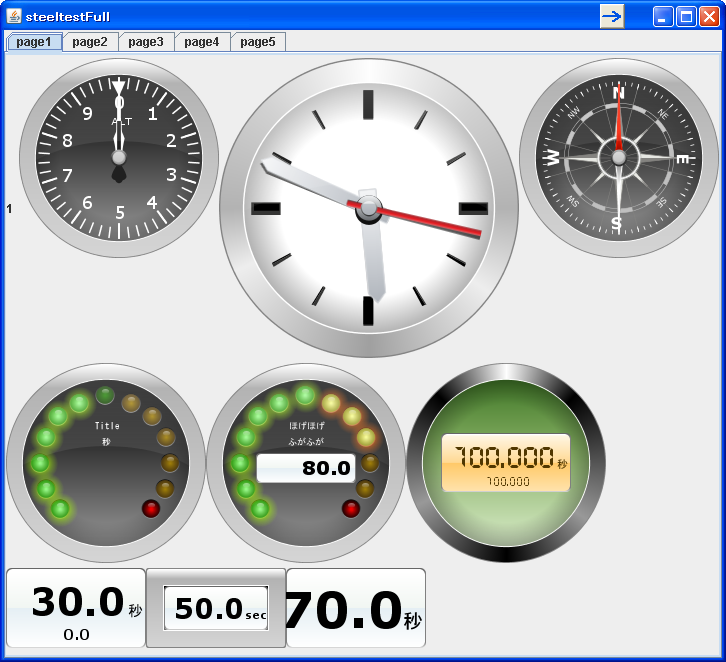 steeltestFull
page1 page2 page3 page4 page5
1
0
1
2
3
4
5
6
7
8
9
ALT
N
NE
E
SE
S
SW
W
NW
Title
秒
ほげほげ
ふがふが
80.0
100.000 秒
100.000
30.0 秒
0.0
50.0 sec
70.0 秒